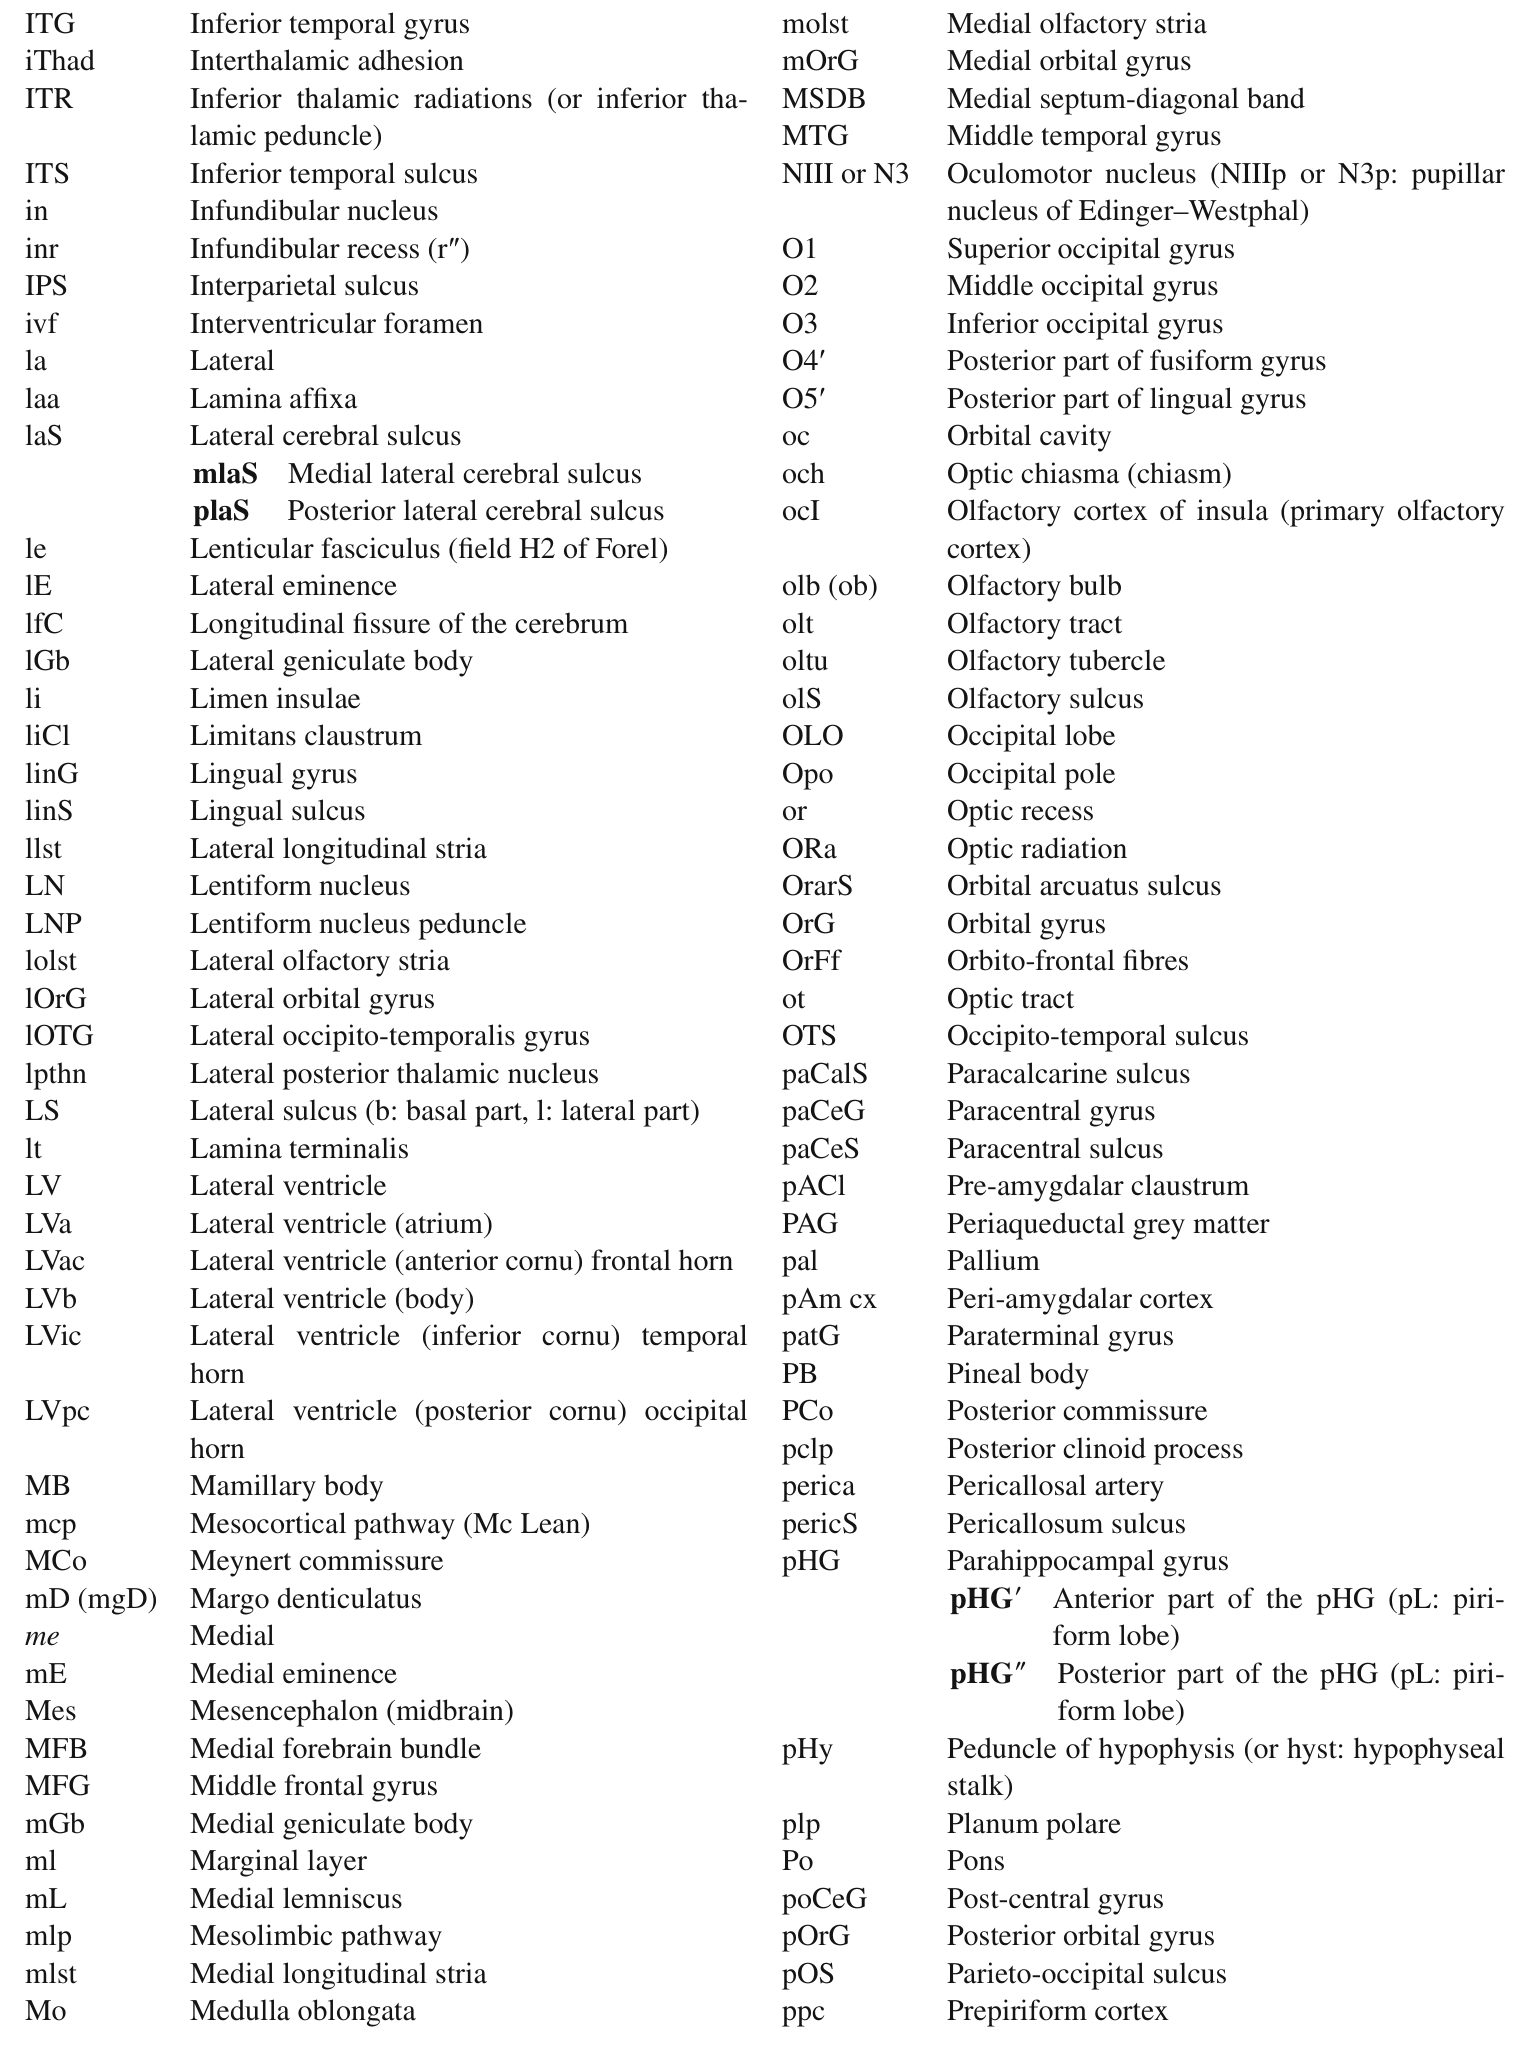 ITG Inferior temporal gyrus
iThad Interthalamic adhesion
ITR Inferior thalamic radiations (or inferior tha-
lamic peduncle)
ITS Inferior temporal sulcus
in Infundibular nucleus
inr Infundibular recess (r″)
IPS Interparietal sulcus
ivf Interventricular foramen
la Lateral
laa Lamina affixa
laS Lateral cerebral sulcus
mlaS Medial lateral cerebral sulcus
plaS Posterior lateral cerebral sulcus
le Lenticular fasciculus (field H2 of Forel)
lE Lateral eminence
lfC Longitudinal fissure of the cerebrum
lGb Lateral geniculate body
li Limen insulae
liCl Limitans claustrum
linG Lingual gyrus
linS Lingual sulcus
llst Lateral longitudinal stria
LN Lentiform nucleus
LNP Lentiform nucleus peduncle
lolst Lateral olfactory stria
lOrG Lateral orbital gyrus
lOTG Lateral occipito-temporalis gyrus
lpthn Lateral posterior thalamic nucleus
LS Lateral sulcus (b: basal part, l: lateral part)
lt Lamina terminalis
LV Lateral ventricle
LVa Lateral ventricle (atrium)
LVac Lateral ventricle (anterior cornu) frontal horn
LVb Lateral ventricle (body)
LVic Lateral ventricle (inferior cornu) temporal
horn
LVpc Lateral ventricle (posterior cornu) occipital
horn
MB Mamillary body
mcp Mesocortical pathway (Mc Lean)
MCo Meynert commissure
mD (mgD) Margo denticulatus
me Medial
mE Medial eminence
Mes Mesencephalon (midbrain)
MFB Medial forebrain bundle
MFG Middle frontal gyrus
mGb Medial geniculate body
ml Marginal layer
mL Medial lemniscus
mlp Mesolimbic pathway
mlst Medial longitudinal stria
Mo Medulla oblongata
molst Medial olfactory stria
mOrG Medial orbital gyrus
MSDB Medial septum-diagonal band
MTG Middle temporal gyrus
NIII or N3 Oculomotor nucleus (NIIIp or N3p: pupillar
nucleus of Edinger–Westphal)
O1 Superior occipital gyrus
O2 Middle occipital gyrus
O3 Inferior occipital gyrus
O4′ Posterior part of fusiform gyrus
O5′ Posterior part of lingual gyrus
oc Orbital cavity
och Optic chiasma (chiasm)
ocI Olfactory cortex of insula (primary olfactory
cortex)
olb (ob) Olfactory bulb
olt Olfactory tract
oltu Olfactory tubercle
olS Olfactory sulcus
OLO Occipital lobe
Opo Occipital pole
or Optic recess
ORa Optic radiation
OrarS Orbital arcuatus sulcus
OrG Orbital gyrus
OrFf Orbito-frontal fibres
ot Optic tract
OTS Occipito-temporal sulcus
paCalS Paracalcarine sulcus
paCeG Paracentral gyrus
paCeS Paracentral sulcus
pACl Pre-amygdalar claustrum
PAG Periaqueductal grey matter
pal Pallium
pAm cx Peri-amygdalar cortex
patG Paraterminal gyrus
PB Pineal body
PCo Posterior commissure
pclp Posterior clinoid process
perica Pericallosal artery
pericS Pericallosum sulcus
pHG Parahippocampal gyrus
pHG′ Anterior part of the pHG (pL: piri-
form lobe)
pHG″ Posterior part of the pHG (pL: piri-
form lobe)
pHy Peduncle of hypophysis (or hyst: hypophyseal
stalk)
plp Planum polare
Po Pons
poCeG Post-central gyrus
pOrG Posterior orbital gyrus
pOS Parieto-occipital sulcus
ppc Prepiriform cortex